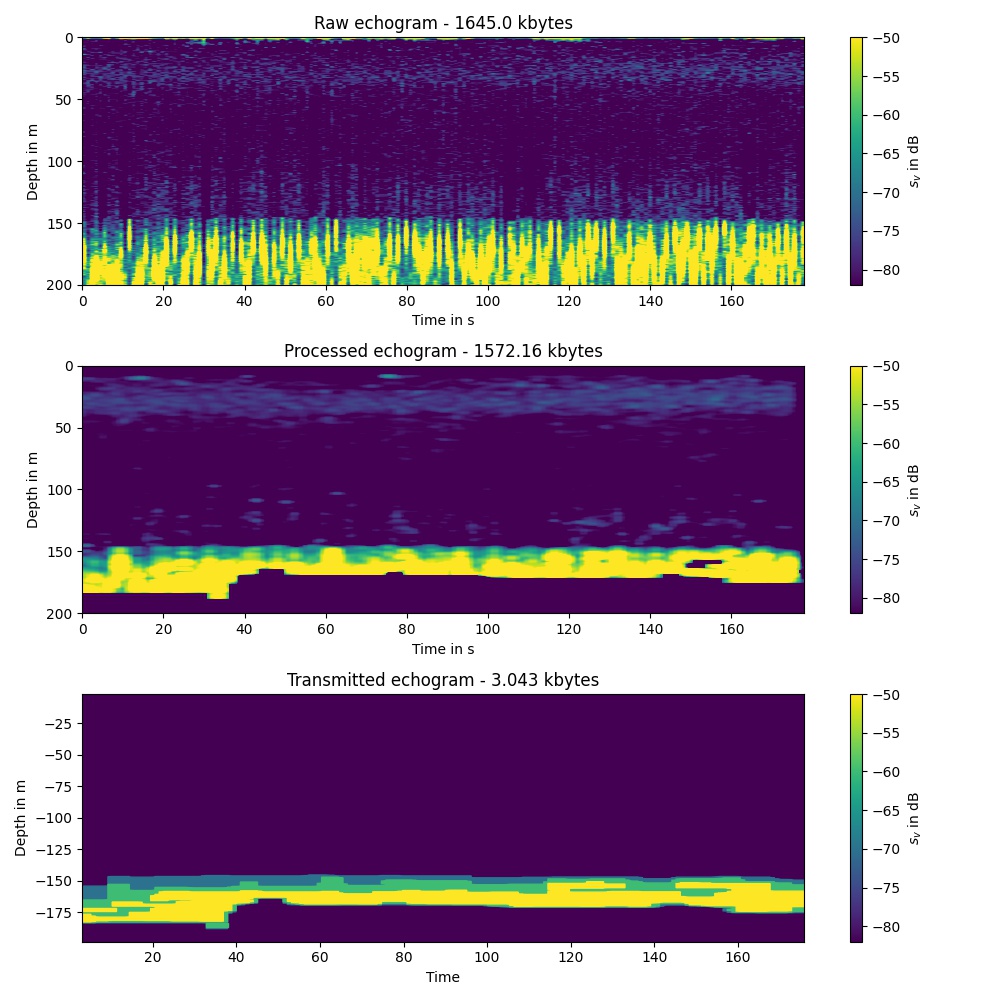 Raw echogram - 1645.0 kbytes
0
50
100
150
200
Depth in m
0 20 40 60 80 100 120 140 160
Time in s
−50
−55
−60
−65
−70
−75
−80
s_v in dB
Processed echogram - 1572.16 kbytes
0
50
100
150
200
Depth in m
0 20 40 60 80 100 120 140 160
Time in s
−50
−55
−60
−65
−70
−75
−80
s_v in dB
Transmitted echogram - 3.043 kbytes
−25
−50
−75
−100
−125
−150
−175
Depth in m
20 40 60 80 100 120 140 160
Time
−50
−55
−60
−65
−70
−75
−80
s_v in dB